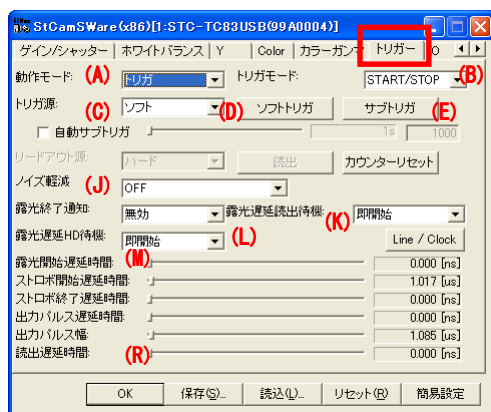 StCamSWare(x86)[1:STC-TC83USB(99A0004)]
ゲイン/シャッター ホワイトバランス Y Color カラーガンマ トリガー IO
動作モード: (A) トリガ トリガモード: START/STOP (B)
トリガ源: (C) ソフト (D) ソフトトリガ サブトリガ (E)
自動サブトリガ 1s 1000
リードアウト源: ハード 読出 カウンターリセット
ノイズ軽減 (J) OFF
露光終了通知: 無効 露光遅延読出待機: (K) 即開始
露光遅延HD待機: 即開始 (L) Line / Clock
露光開始遅延時間: (M) 0.000 [ns]
ストロボ開始遅延時間: 1.017 [us]
ストロボ終了遅延時間: 0.000 [ns]
出力パルス遅延時間: 0.000 [ns]
出力パルス幅: 1.085 [us]
読出遅延時間: (R) 0.000 [ns]
OK 保存(S)... 読込(L)... リセット(R) 簡易設定